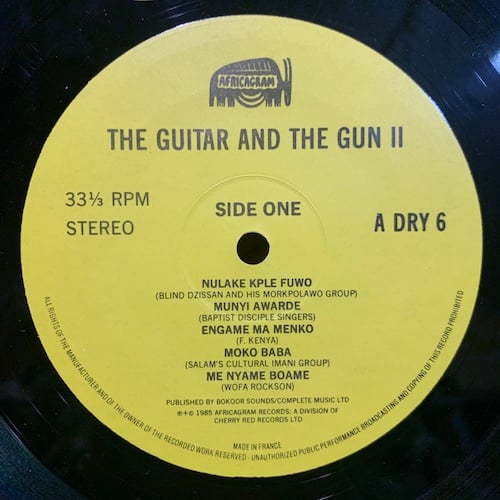 AFRICAGRAM
THE GUITAR AND THE GUN II
33⅓ RPM
STEREO
SIDE ONE
A DRY 6
NULAKE KPLE FUWO
(BLIND DZISSAN AND HIS MORKPOLAWO GROUP)
MUNYI AWARDE
(BAPTIST DISCIPLE SINGERS)
ENGAME MA MENKO
(F. KENYA)
MOKO BABA
(SALAM'S CULTURAL IMANI GROUP)
ME NYAME BOAME
(WOFA ROCKSON)
PUBLISHED BY BOKOOR SOUNDS/COMPLETE MUSIC LTD
℗+© 1985 AFRICAGRAM RECORDS: A DIVISION OF
CHERRY RED RECORDS LTD
MADE IN FRANCE
ALL RIGHTS OF THE MANUFACTURER AND OF THE OWNER OF THE RECORDED WORK RESERVED - UNAUTHORIZED PUBLIC PERFORMANCE BROADCASTING AND COPYING OF THIS RECORD PROHIBITED